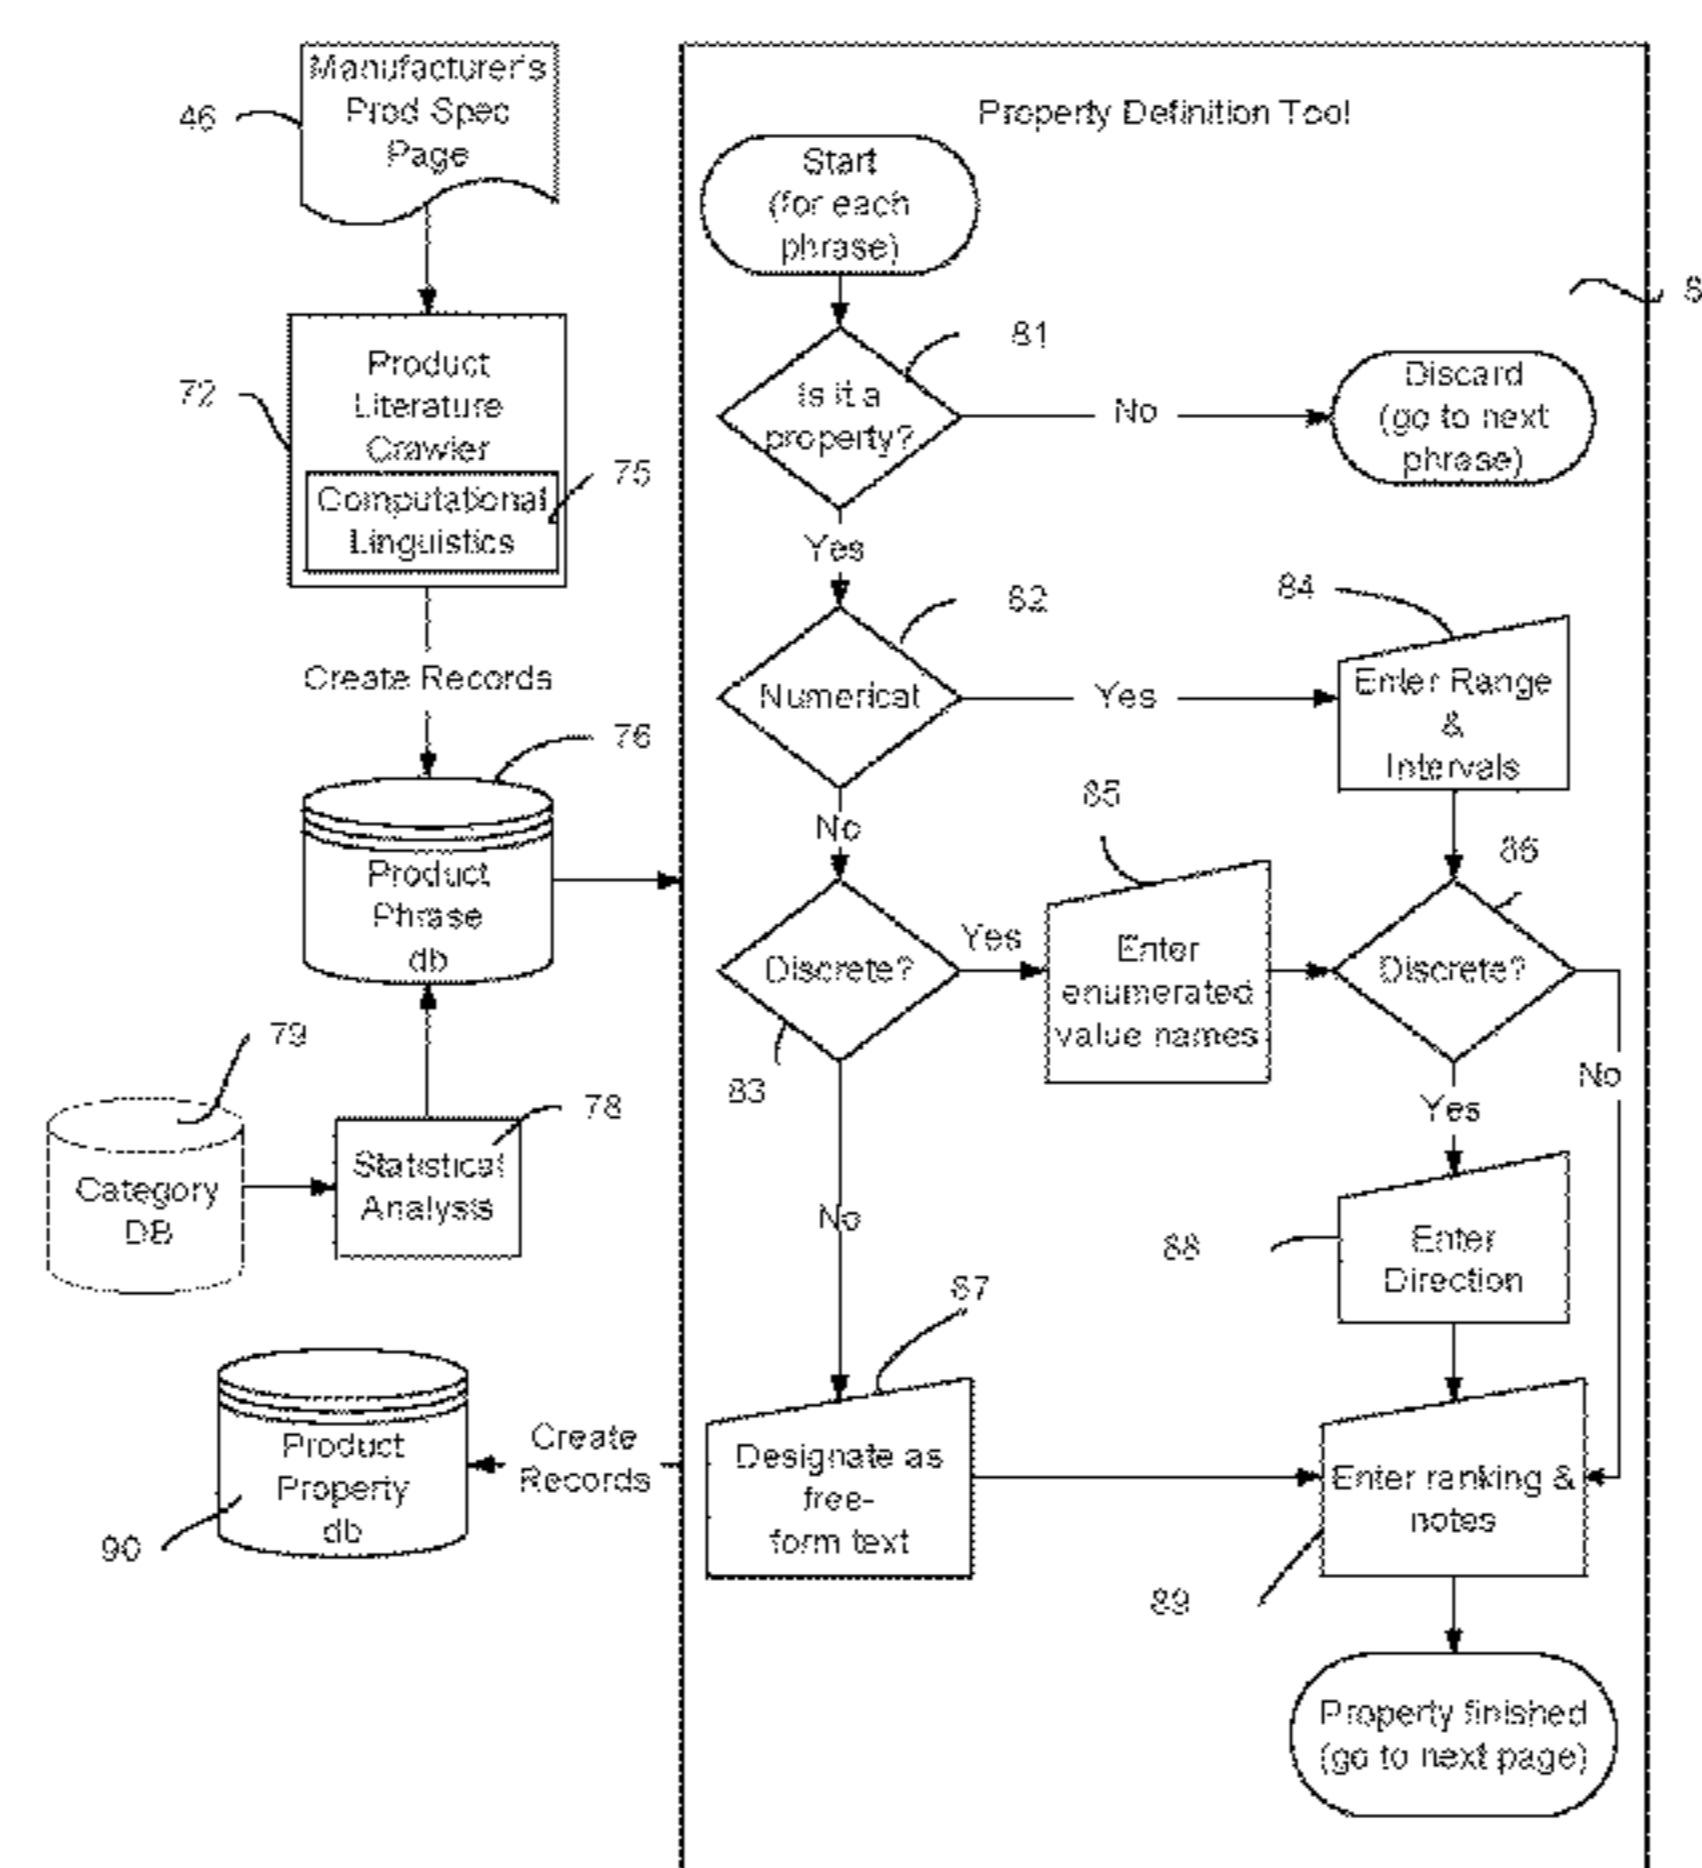 Manufacturer's
Prod Spec
Page
46
Product
Literature
Crawler
72
Computational
Linguistics
75
Create Records
76
Product
Phrase
db
79
Category
DB
78
Statistical
Analysis
Product
Property
db
90
Create
Records
Property Definition Tool
Start
(for each
phrase)
81
Is it a
property?
No
Discard
(go to next
phrase)
Yes
82
Numerical
Yes
84
Enter Range
&
Intervals
No
85
86
Discrete?
Yes
Enter
enumerated
value names
Discrete?
83
No
Yes
No
88
Enter
Direction
87
Designate as
free-
form text
Enter ranking &
notes
89
Property finished
(go to next page)